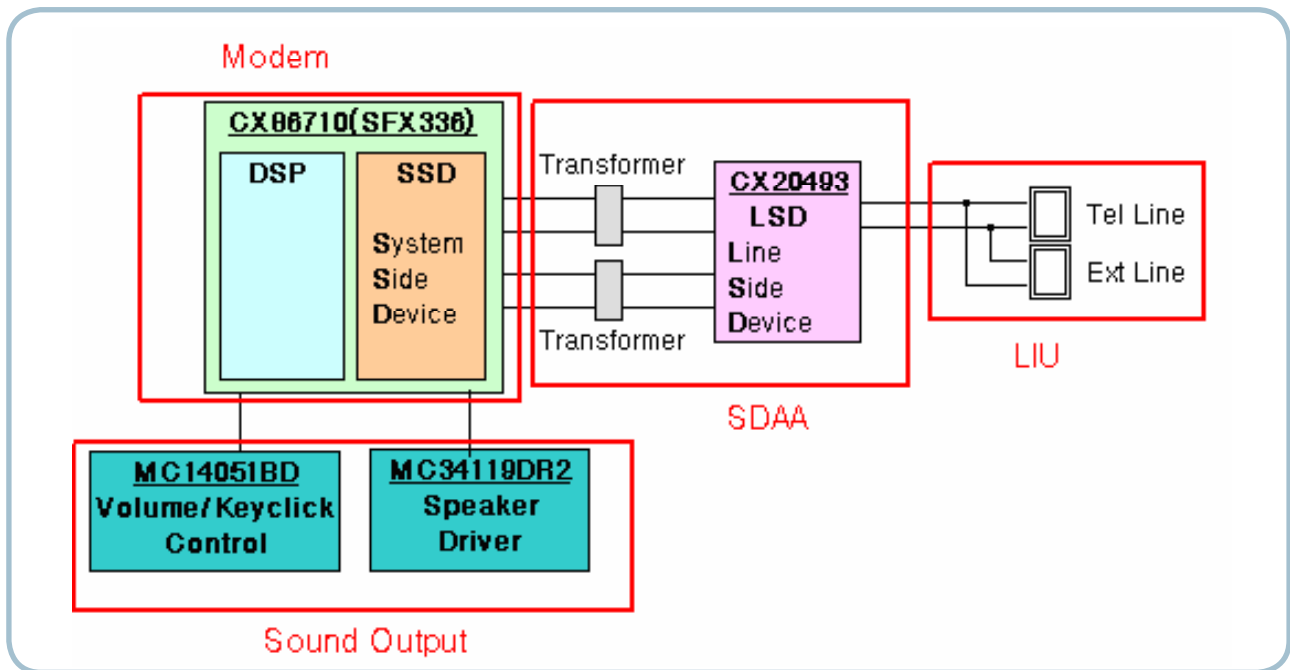 Modem
CX86710(SFX336)
DSP
SSD
System
Side
Device
Transformer
Transformer
CX20493
LSD
Line
Side
Device
SDAA
Tel Line
Ext Line
LIU
MC14051BD
Volume/Keyclick
Control
MC34119DR2
Speaker
Driver
Sound Output